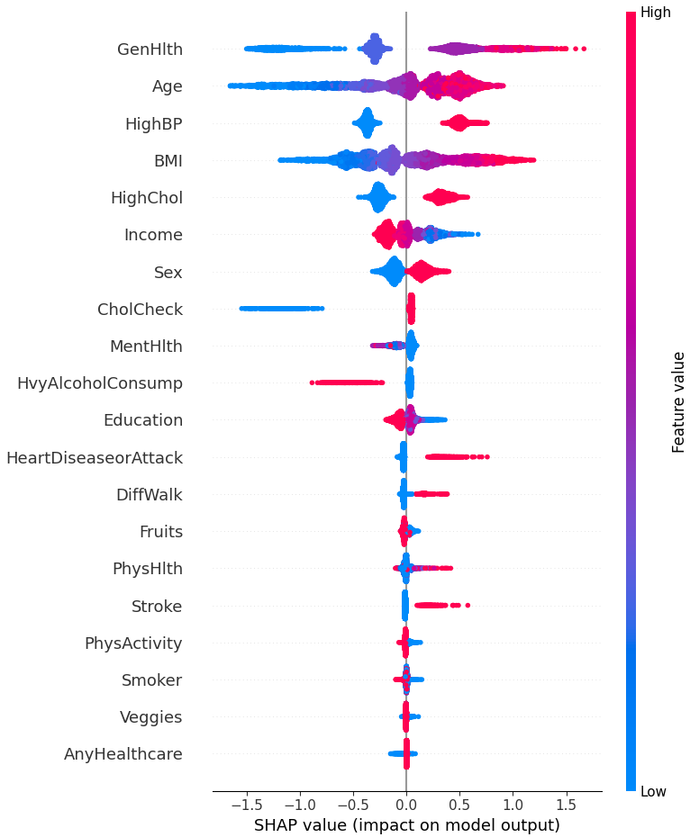 High
GenHlth
Age
HighBP
BMI
HighChol
Income
Sex
CholCheck
MentHlth
HvyAlcoholConsump
Education
HeartDiseaseorAttack
DiffWalk
Fruits
PhysHlth
Stroke
PhysActivity
Smoker
Veggies
AnyHealthcare
Feature value
Low
−1.5 −1.0 −0.5 0.0 0.5 1.0 1.5
SHAP value (impact on model output)